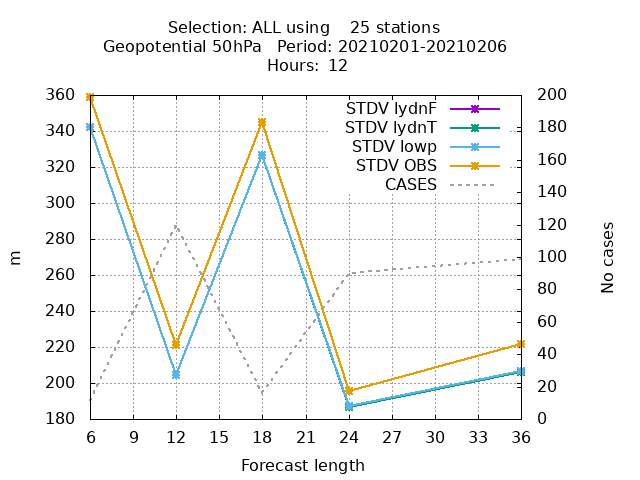 Selection: ALL using    25 stations
Geopotential 50hPa   Period: 20210201-20210206
Hours:  12
STDV lydnF
STDV lydnT
STDV lowp
STDV OBS
CASES
360
340
320
300
280
260
240
220
200
180
m
200
180
160
140
120
100
80
60
40
20
0
No cases
6 9 12 15 18 21 24 27 30 33 36
Forecast length